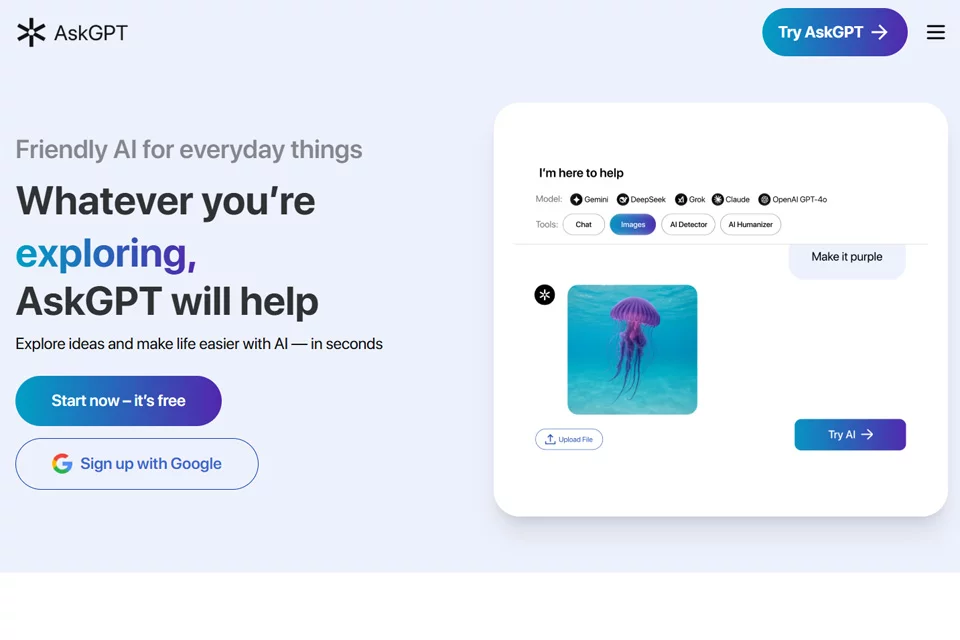 AskGPT
Try AskGPT
Friendly AI for everyday things
Whatever you’re
exploring,
AskGPT will help
Explore ideas and make life easier with AI — in seconds
Start now – it’s free
Sign up with Google
I’m here to help
Model: Gemini DeepSeek Grok Claude OpenAI GPT-4o
Tools: Chat Images AI Detector AI Humanizer
Make it purple
Upload File
Try AI